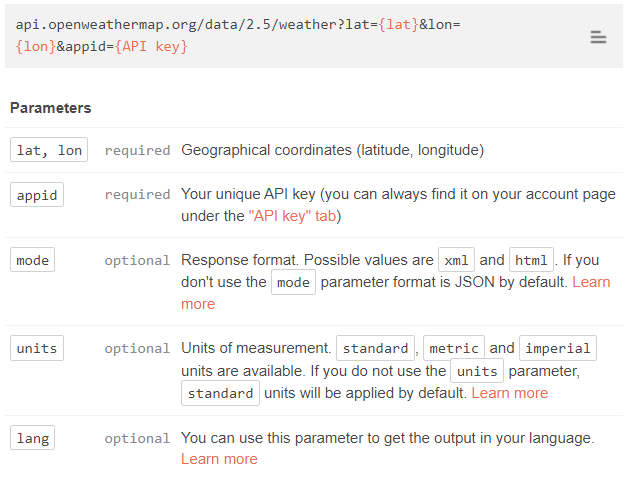 api.openweathermap.org/data/2.5/weather?lat={lat}&lon=
{lon}&appid={API key}
Parameters
lat, lon required Geographical coordinates (latitude, longitude)
appid required Your unique API key (you can always find it on your account page
under the "API key" tab)
mode optional Response format. Possible values are xml and html. If you
don't use the mode parameter format is JSON by default. Learn
more
units optional Units of measurement. standard, metric and imperial
units are available. If you do not use the units parameter,
standard units will be applied by default. Learn more
lang optional You can use this parameter to get the output in your language.
Learn more